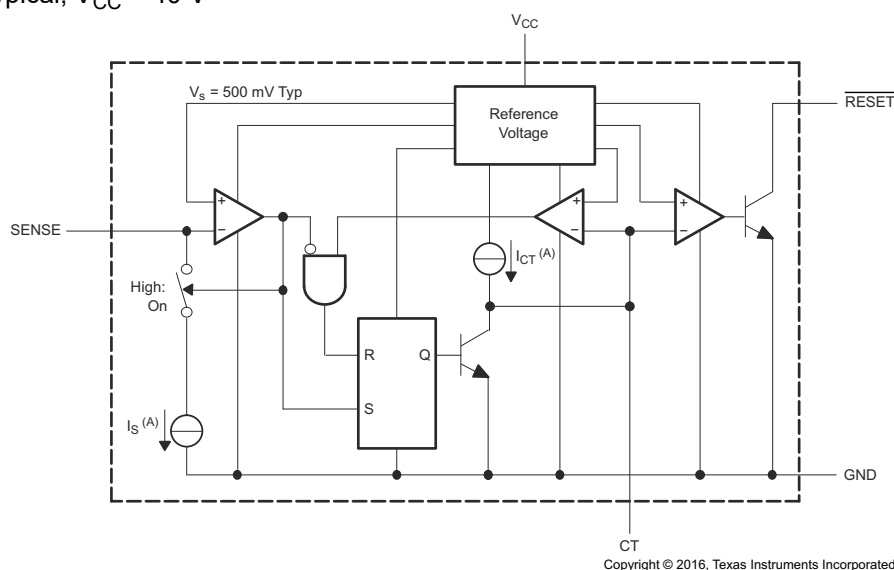 VCC
Vs = 500 mV Typ
Reference
Voltage
RESET
+
−
SENSE
+
−
+
−
High:
On
ICT (A)
R
Q
S
IS (A)
GND
CT
Copyright © 2016, Texas Instruments Incorporated